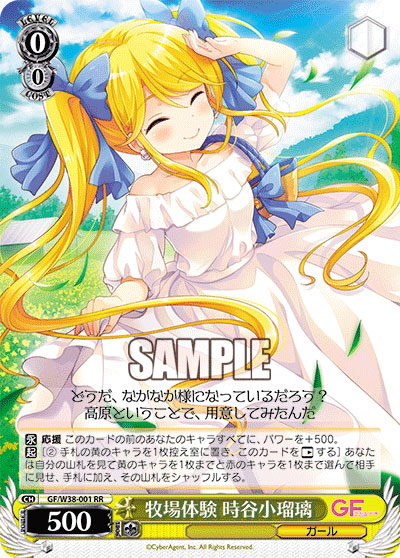 LEVEL
0
0
COST
SAMPLE
どうだ、なかなか様になっているだろう？
高原ということで、用意してみたんだ
永 応援 このカードの前のあなたのキャラすべてに、パワーを+500。
起 [② 手札の黄のキャラを1枚控え室に置き、このカードを する] あなた
は自分の山札を見て黄のキャラを1枚までと赤のキャラを1枚まで選んで相手
に見せ、手札に加え、その山札をシャッフルする。
CH GF/W38-001 RR
500
牧場体験 時谷小瑠璃
GF
ガール
©CyberAgent, Inc. All Rights Reserved.